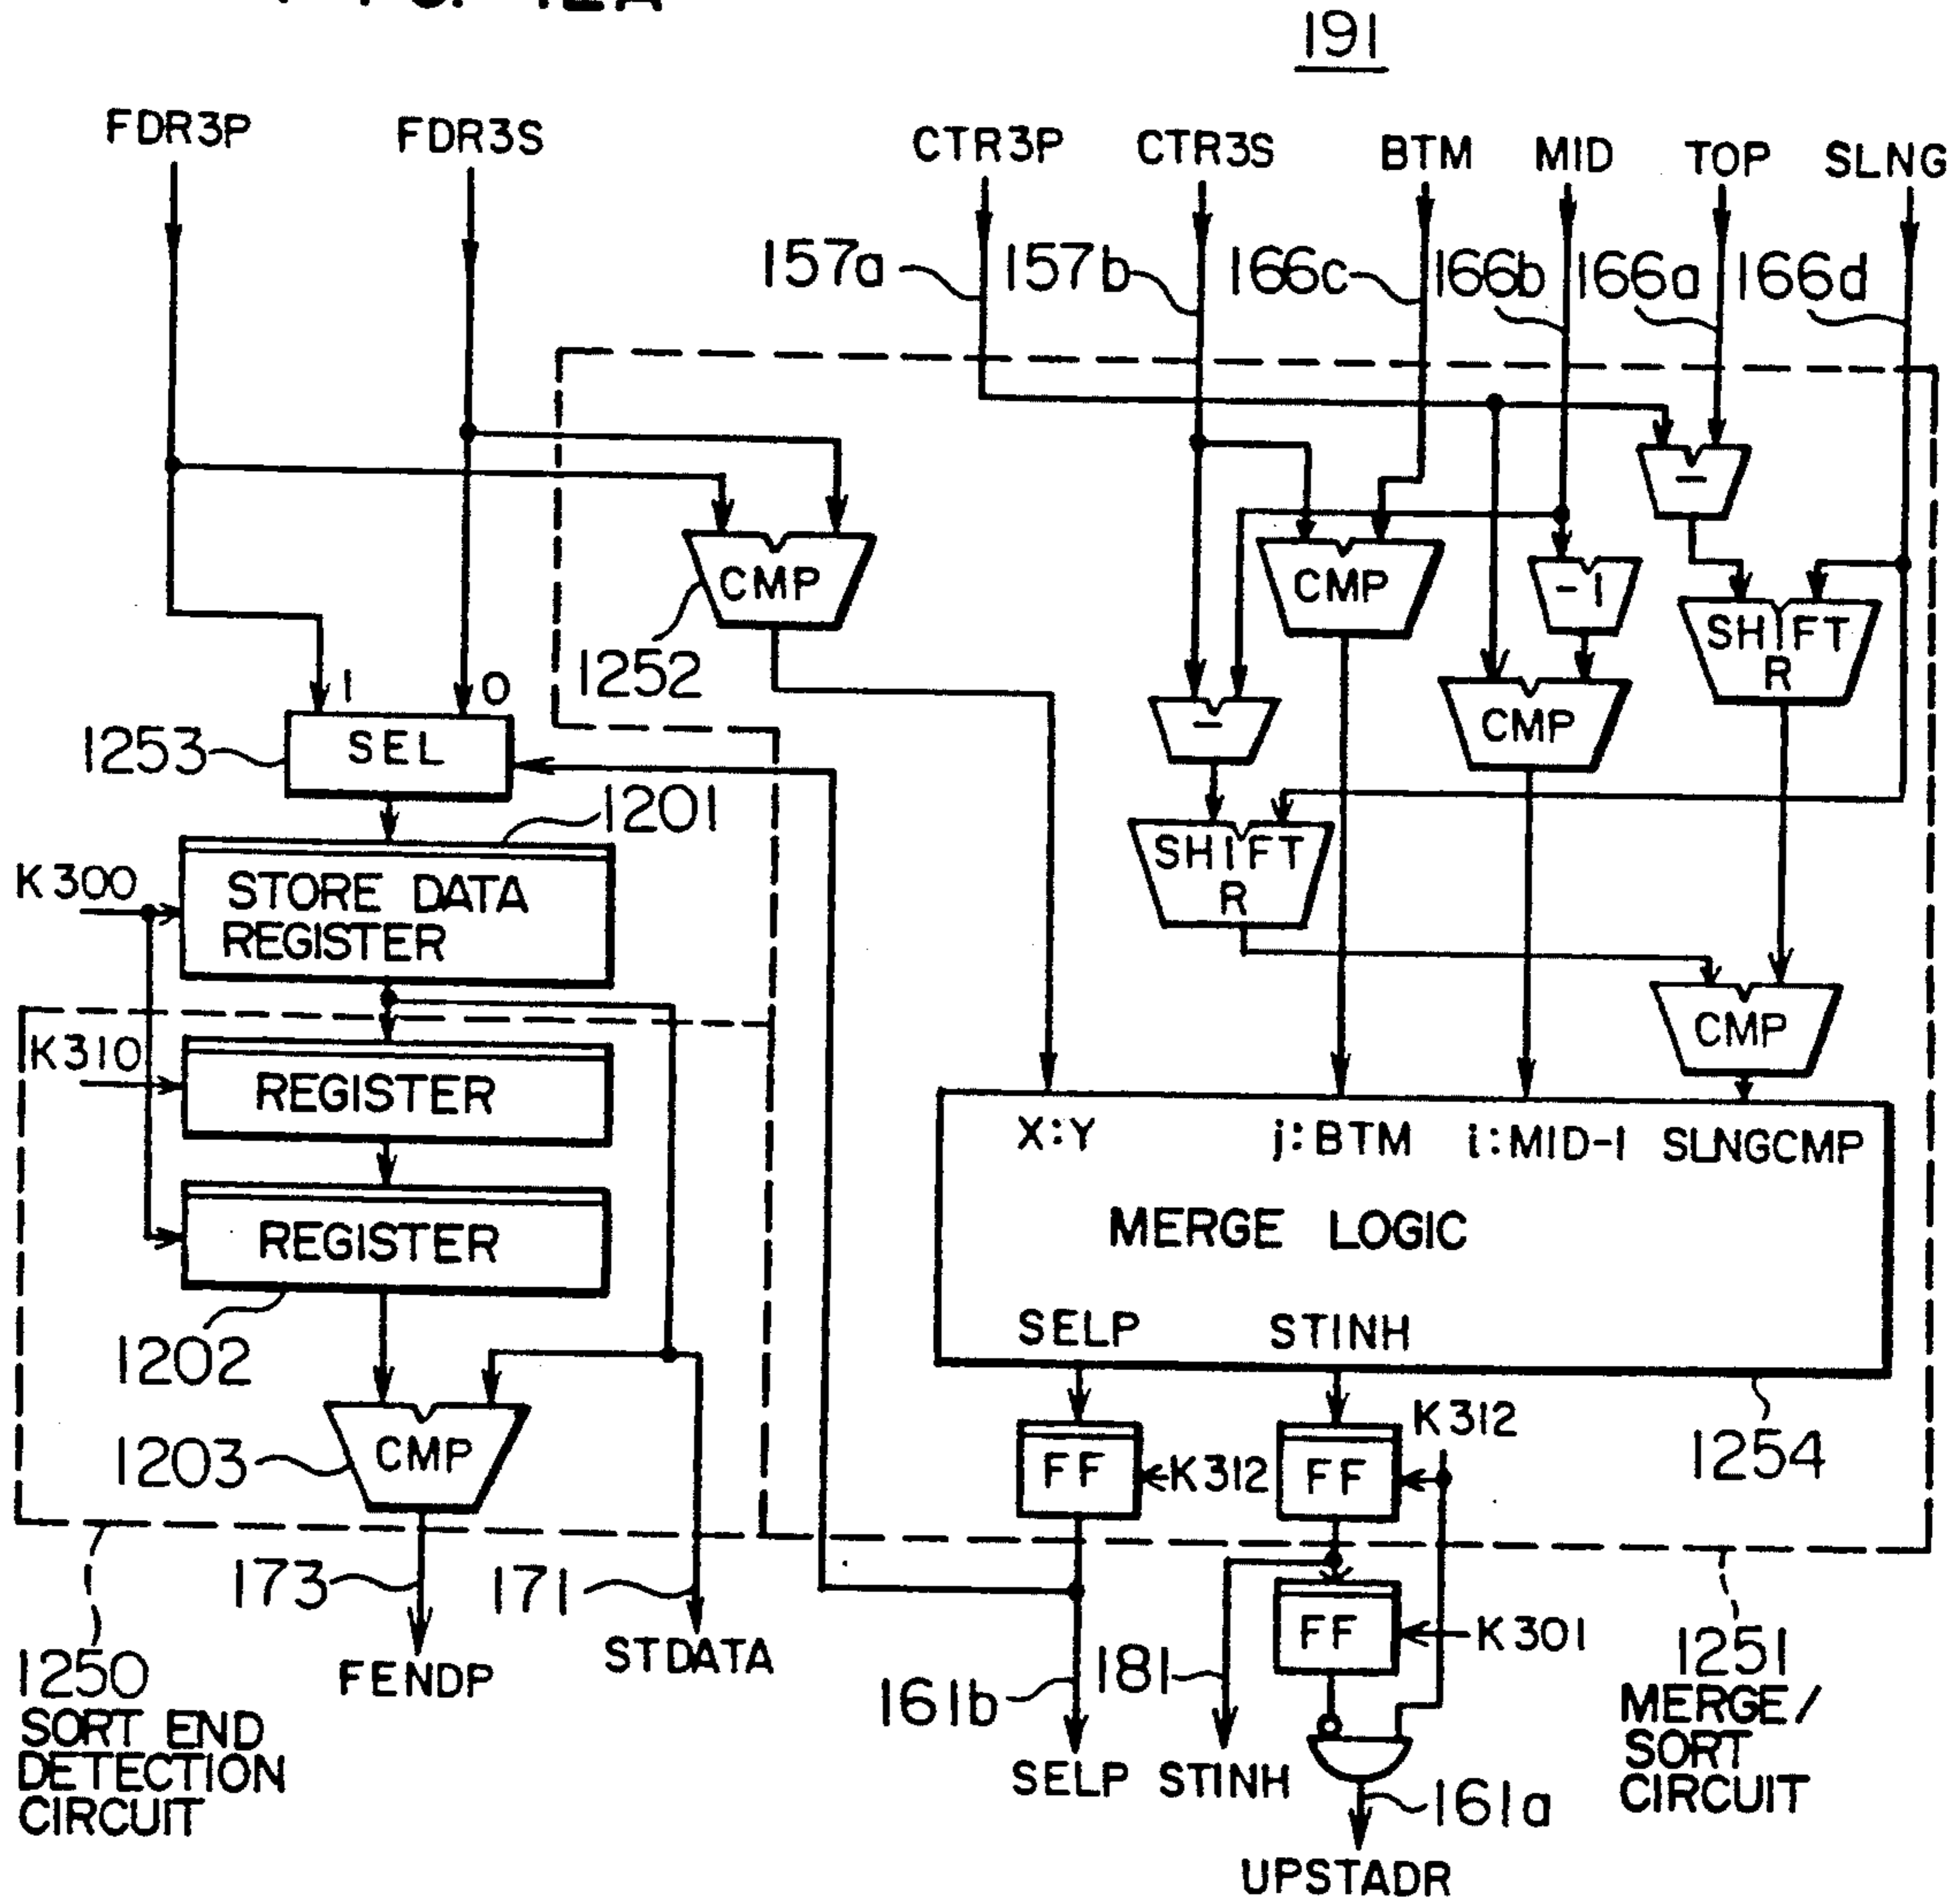 191
FDR3P FDR3S CTR3P CTR3S BTM MID TOP SLNG
157a 157b 166c 166b 166a 166d
-
CMP CMP -1
SHIFT
R
1252
1 0
CMP
-
1253 SEL
1201
SHIFT
R
K300
STORE DATA
REGISTER
CMP
K310
REGISTER
X:Y j:BTM i:MID-1 SLNGCMP
MERGE LOGIC
REGISTER
SELP STINH
1202
K312
1203 CMP
FF K312 FF
1254
173 171
FF K301
1250
SORT END
DETECTION
CIRCUIT
FENDP STDATA
161b 181
1251
MERGE/
SORT
CIRCUIT
SELP STINH
161a
UPSTADR